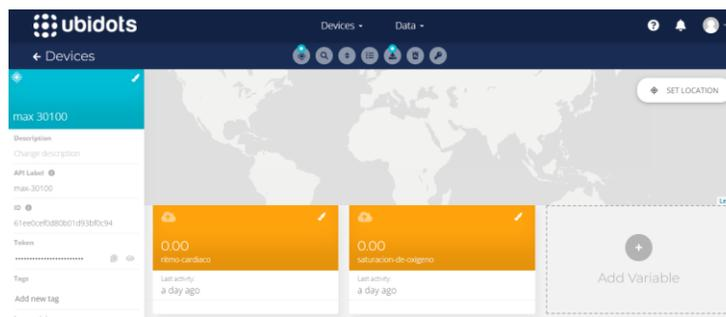 ubidots
Devices
Data
Devices
SET LOCATION
max 30100
Description
Change description
API Label
max-30100
ID
61ee0cef0d80b01d93bf0c94
Token
Tags
Add new tag
0.00
ritmo-cardiaco
Last activity:
a day ago
0.00
saturacion-de-oxigeno
Last activity:
a day ago
Add Variable